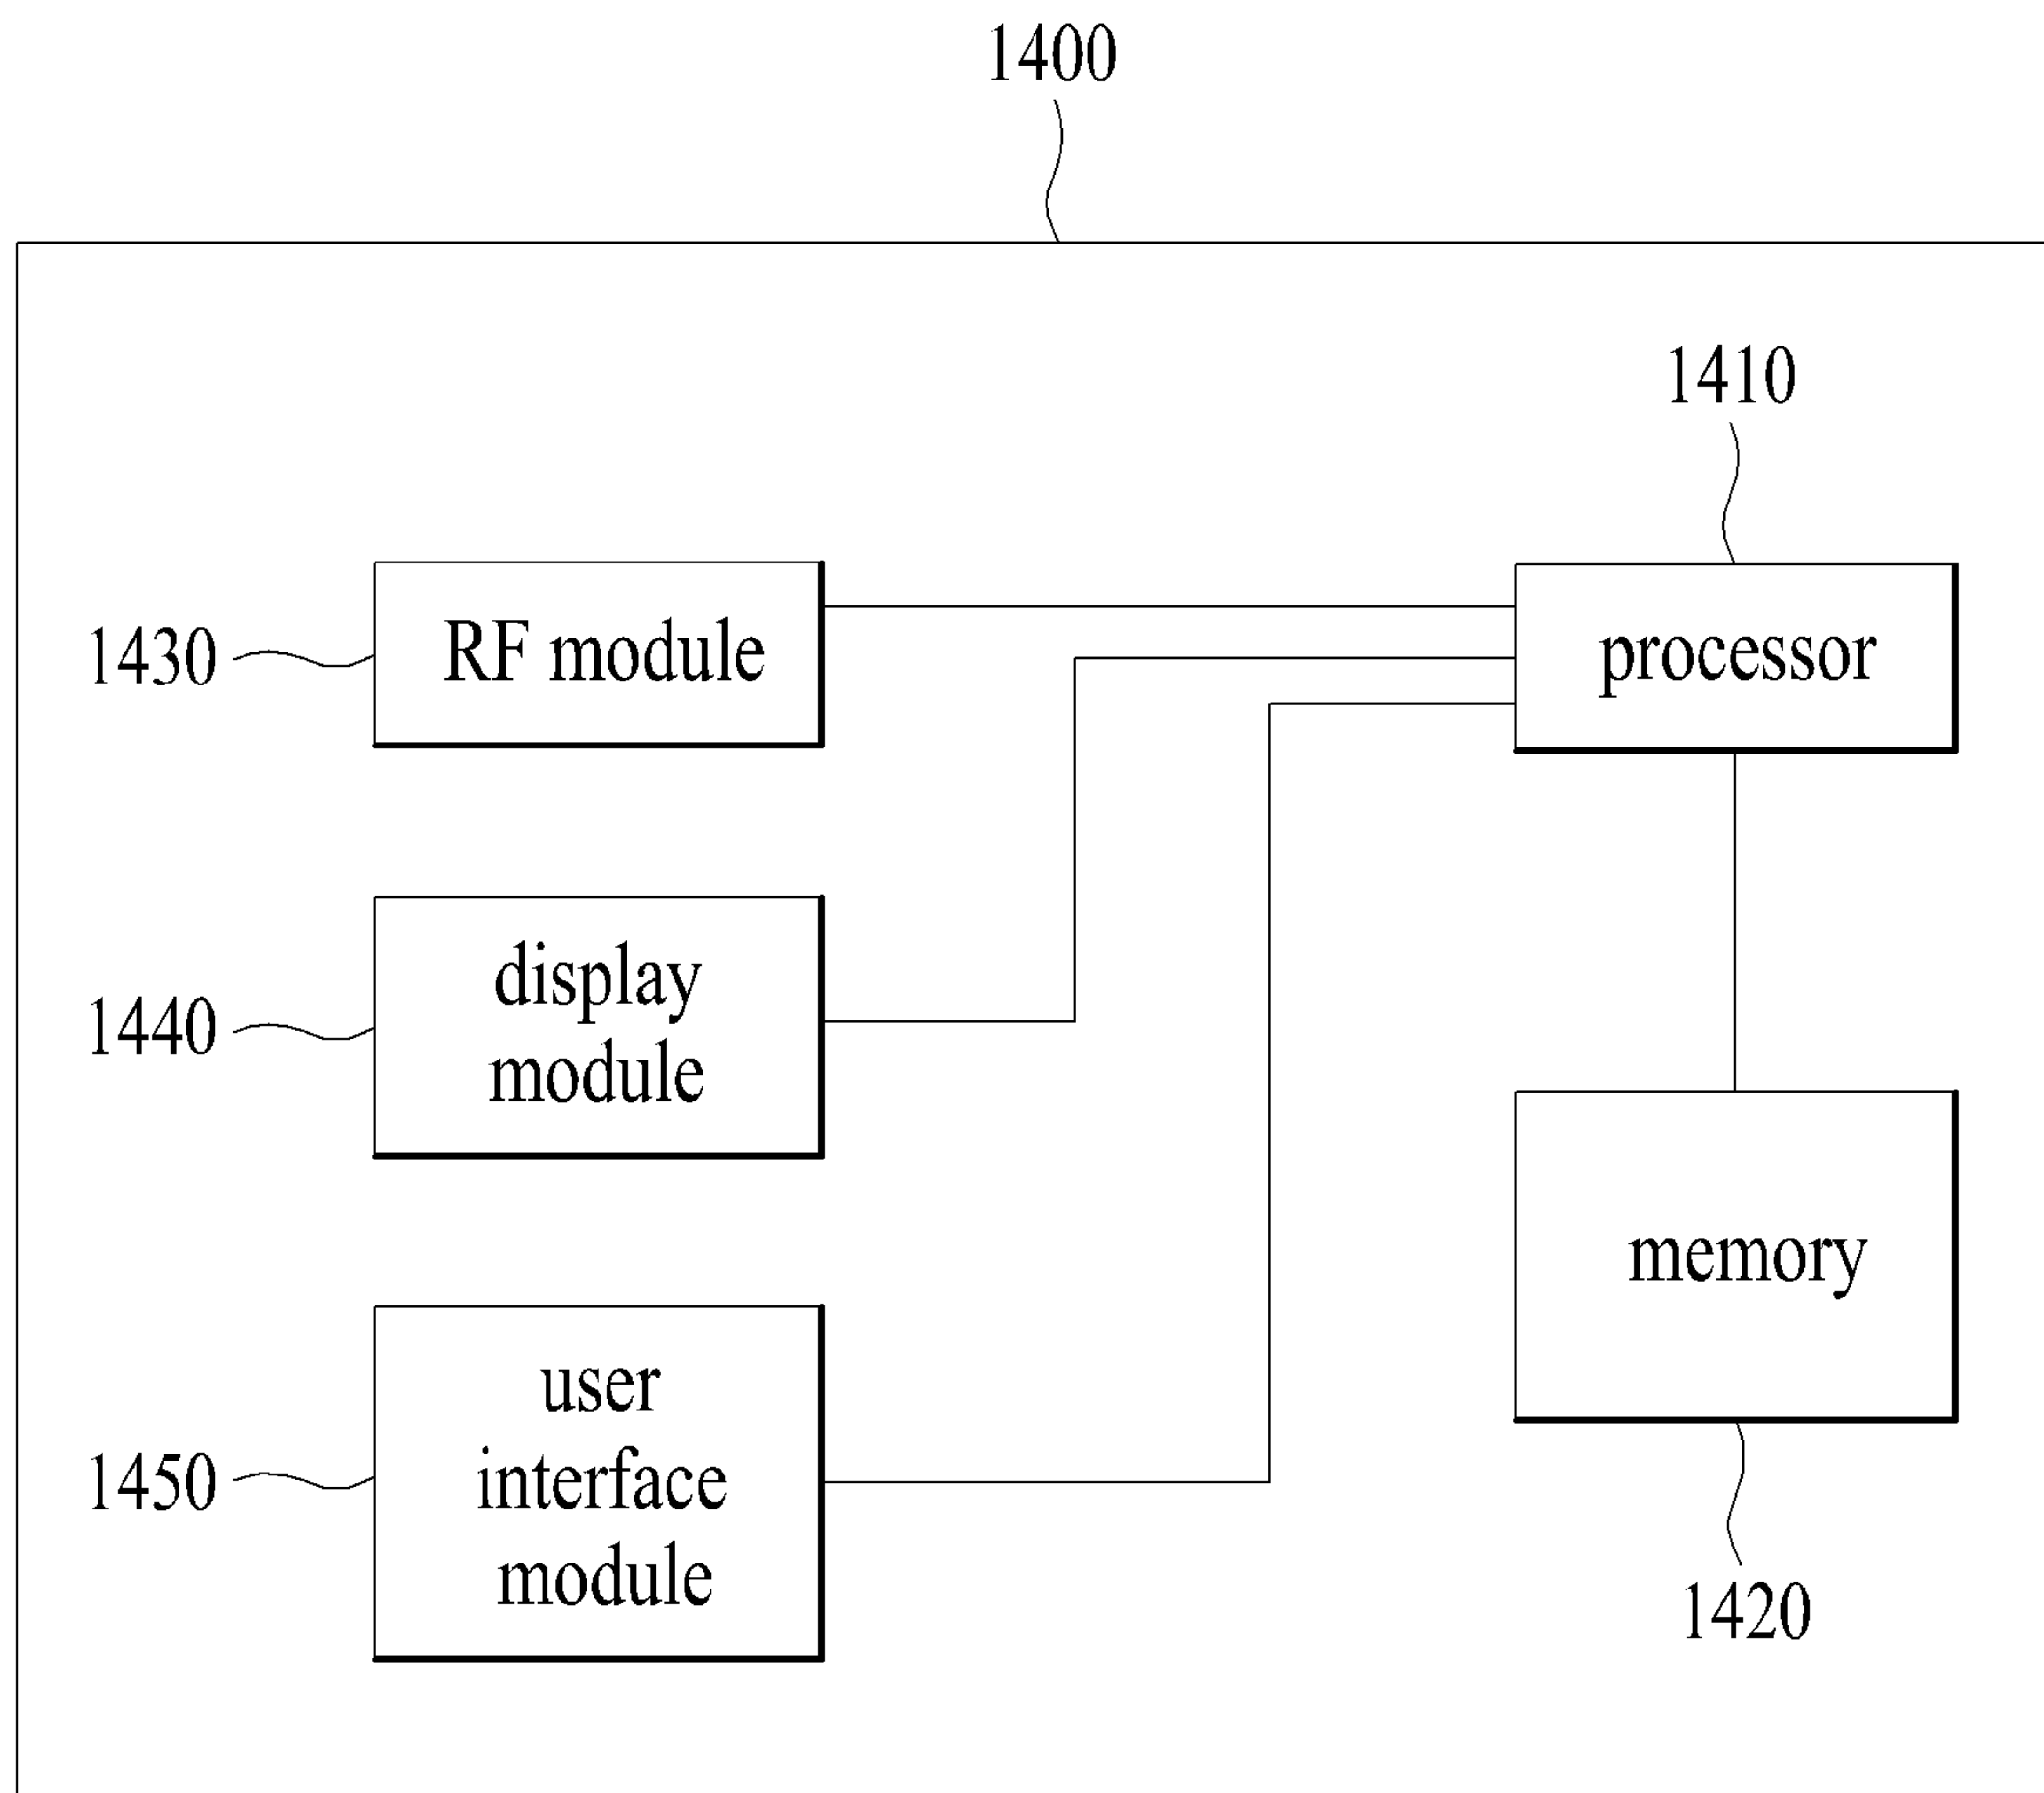 1400
1410
1430
RF module
processor
1440
display
module
memory
1450
user
interface
module
1420